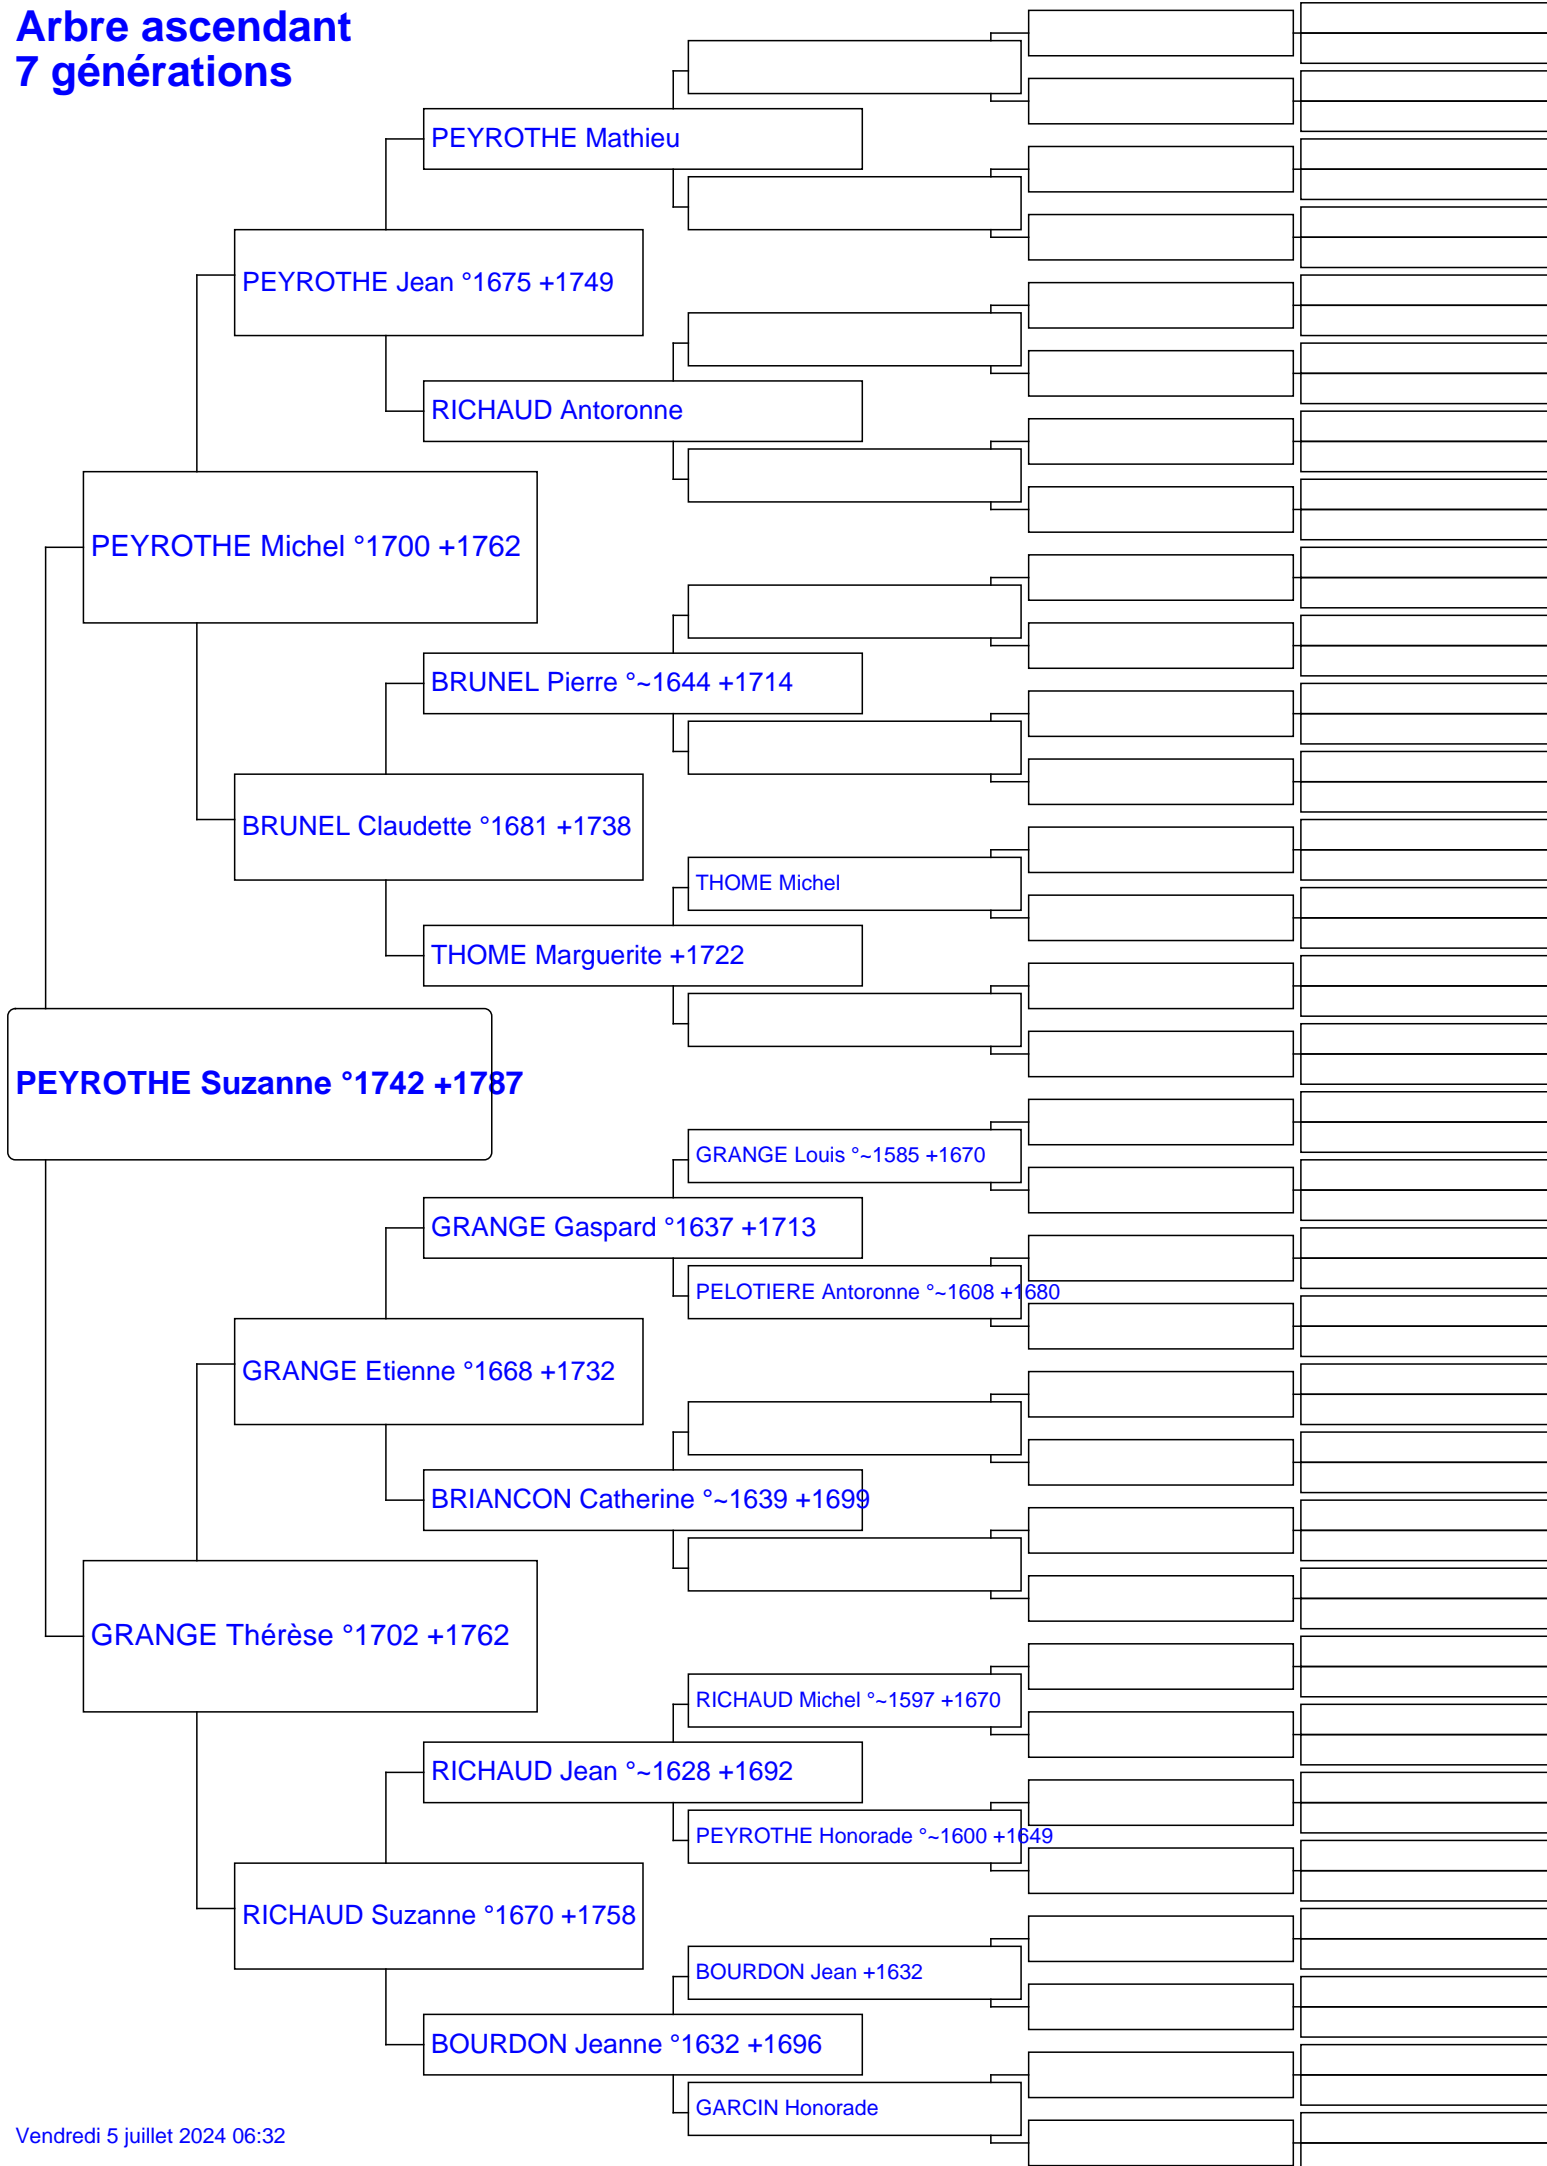 Arbre ascendant
7 générations
PEYROTHE Mathieu
PEYROTHE Jean °1675 +1749
RICHAUD Antoronne
PEYROTHE Michel °1700 +1762
BRUNEL Pierre °~1644 +1714
BRUNEL Claudette °1681 +1738
THOME Michel
THOME Marguerite +1722
PEYROTHE Suzanne °1742 +1787
GRANGE Louis °~1585 +1670
GRANGE Gaspard °1637 +1713
PELOTIERE Antoronne °~1608 +1680
GRANGE Etienne °1668 +1732
BRIANCON Catherine °~1639 +1699
GRANGE Thérèse °1702 +1762
RICHAUD Michel °~1597 +1670
RICHAUD Jean °~1628 +1692
PEYROTHE Honorade °~1600 +1649
RICHAUD Suzanne °1670 +1758
BOURDON Jean +1632
BOURDON Jeanne °1632 +1696
GARCIN Honorade
Vendredi 5 juillet 2024 06:32